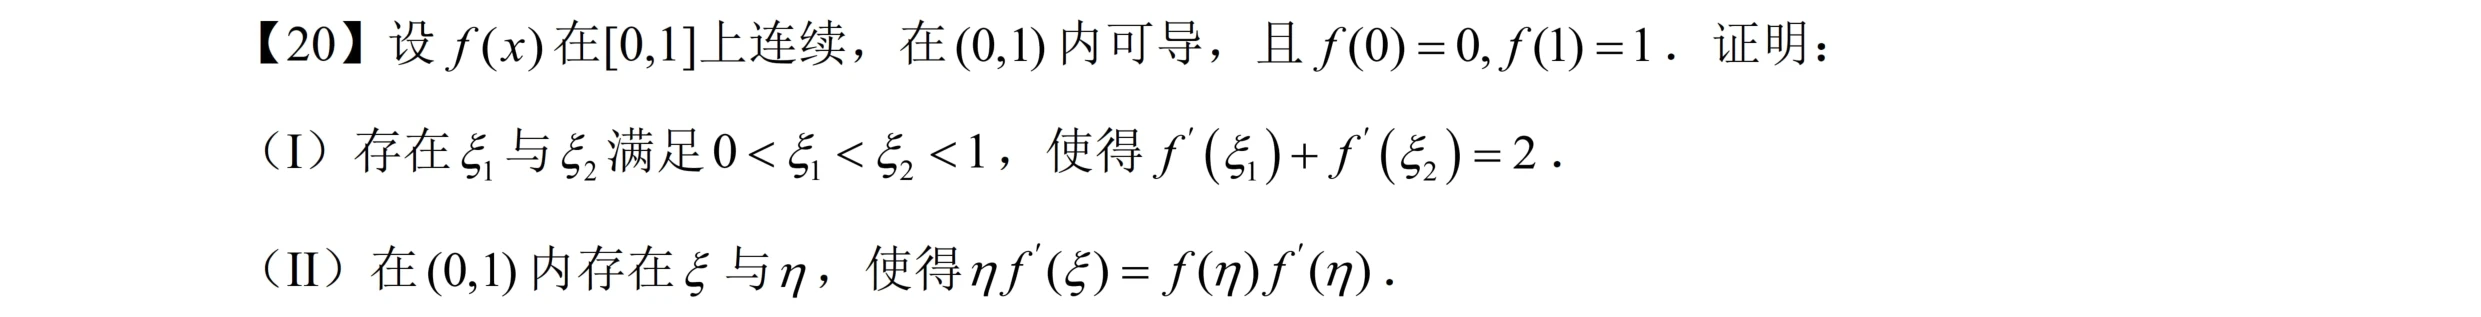 【20】设 f(x) 在[0,1]上连续，在(0,1)内可导，且 f(0) = 0, f(1) = 1．证明：
（I）存在 ξ₁ 与 ξ₂ 满足 0 < ξ₁ < ξ₂ < 1，使得 f′(ξ₁) + f′(ξ₂) = 2．
（II）在(0,1)内存在 ξ 与 η，使得 ηf′(ξ) = f(η)f′(η)．